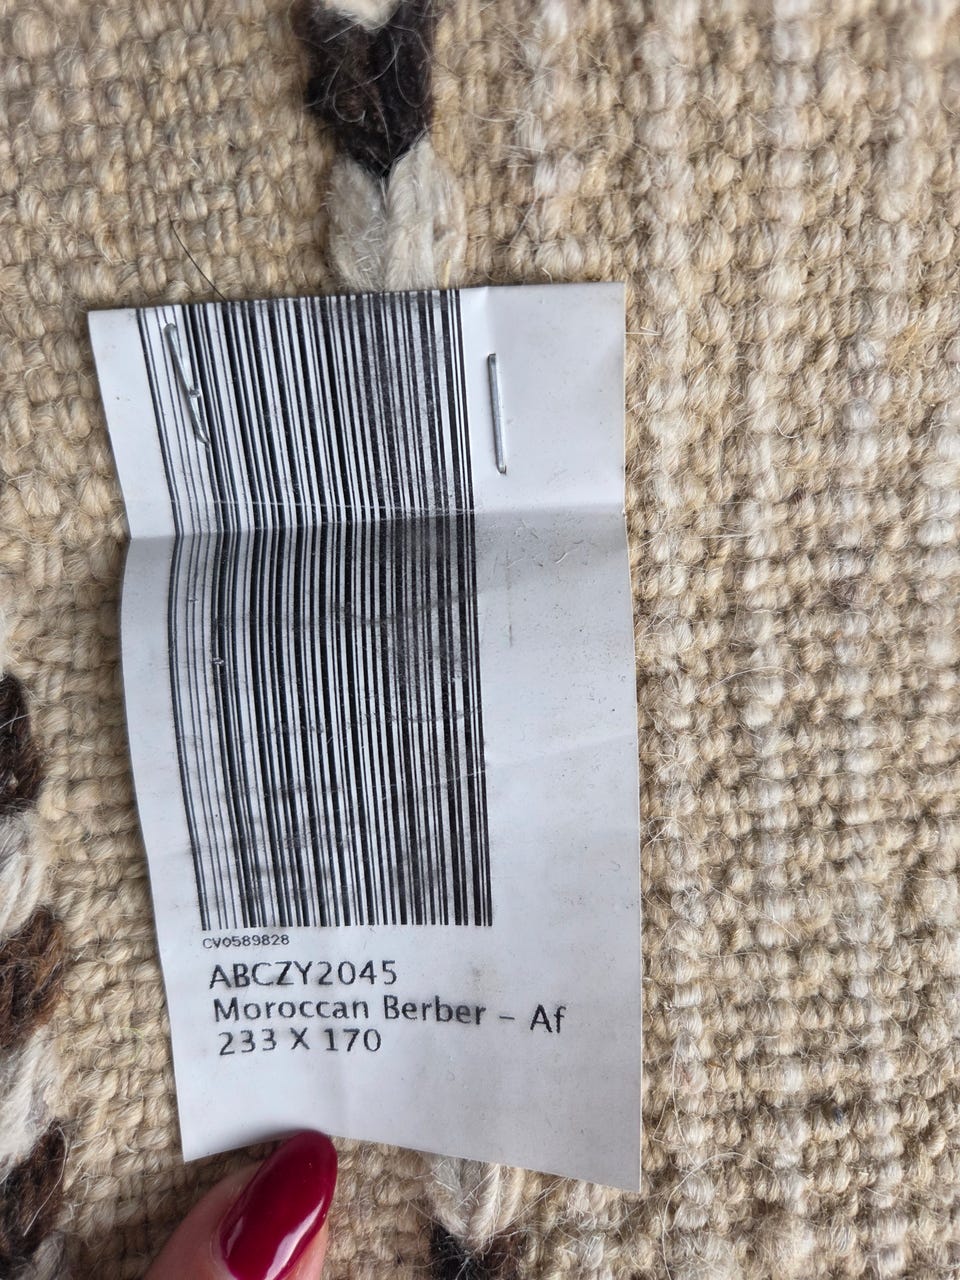 CV0589828
ABCZY2045
Moroccan Berber - Af
233 X 170